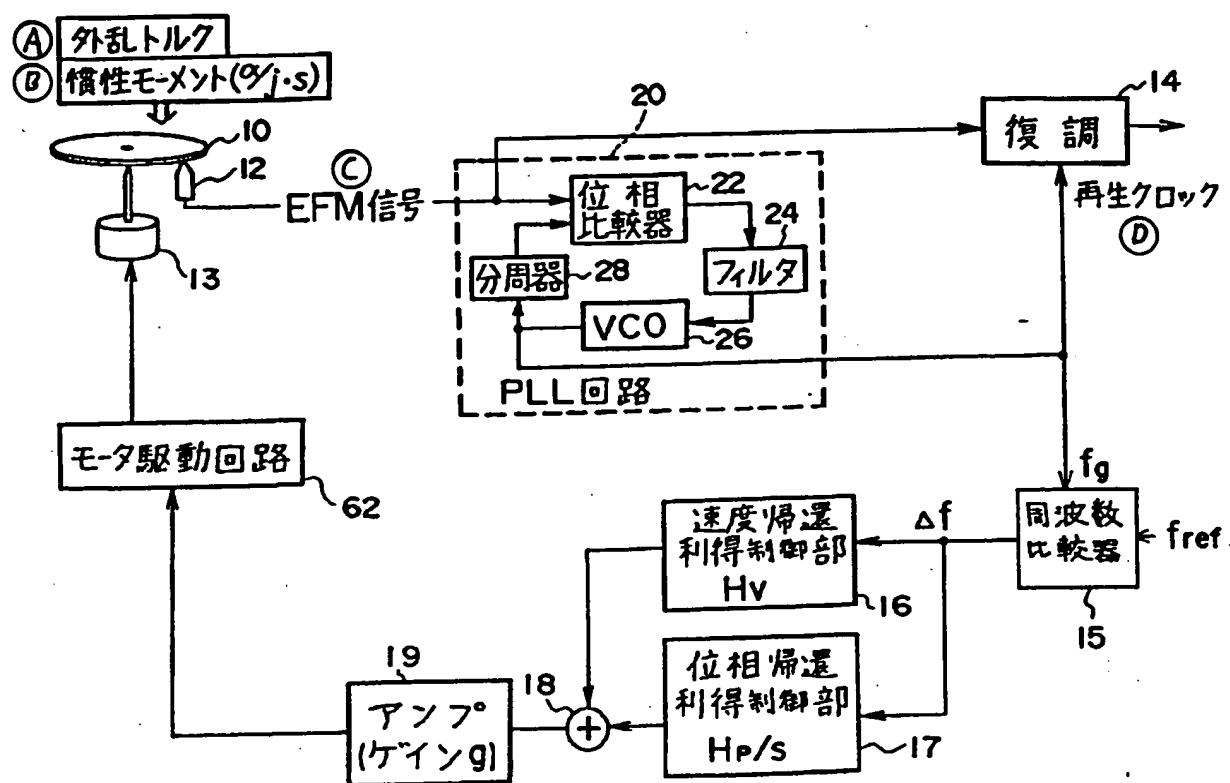 Ⓐ 外乱トルク
Ⓑ 慣性モーメント(α/j・s)
10
12
Ⓒ
EFM信号
13
20
位相
比較器
22
24
フィルタ
分周器
28
VCO
26
PLL回路
14
復調
再生クロック
Ⓓ
モータ駆動回路
62
fg
周波数
比較器
fref
15
Δf
速度帰還
利得制御部
Hv
16
位相帰還
利得制御部
Hp/s
17
18
+
19
アンプ
(ゲインg)